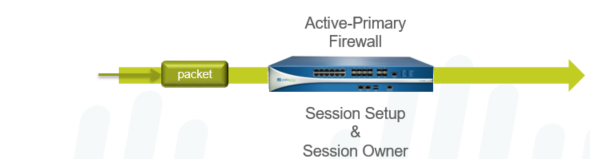 Active-Primary
Firewall
packet
Session Setup
&
Session Owner